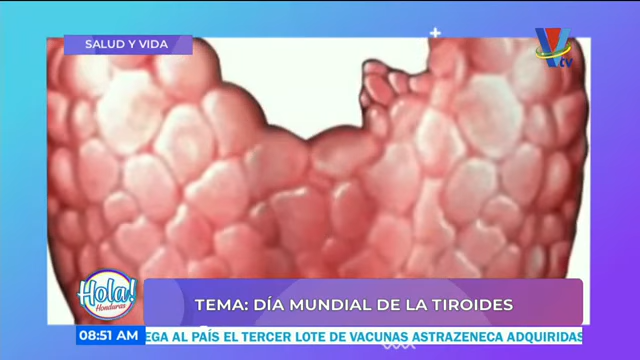 SALUD Y VIDA
V
tv
Hola!
Honduras
TEMA: DÍA MUNDIAL DE LA TIROIDES
08:51 AM
EGA AL PAÍS EL TERCER LOTE DE VACUNAS ASTRAZENECA ADQUIRIDAS